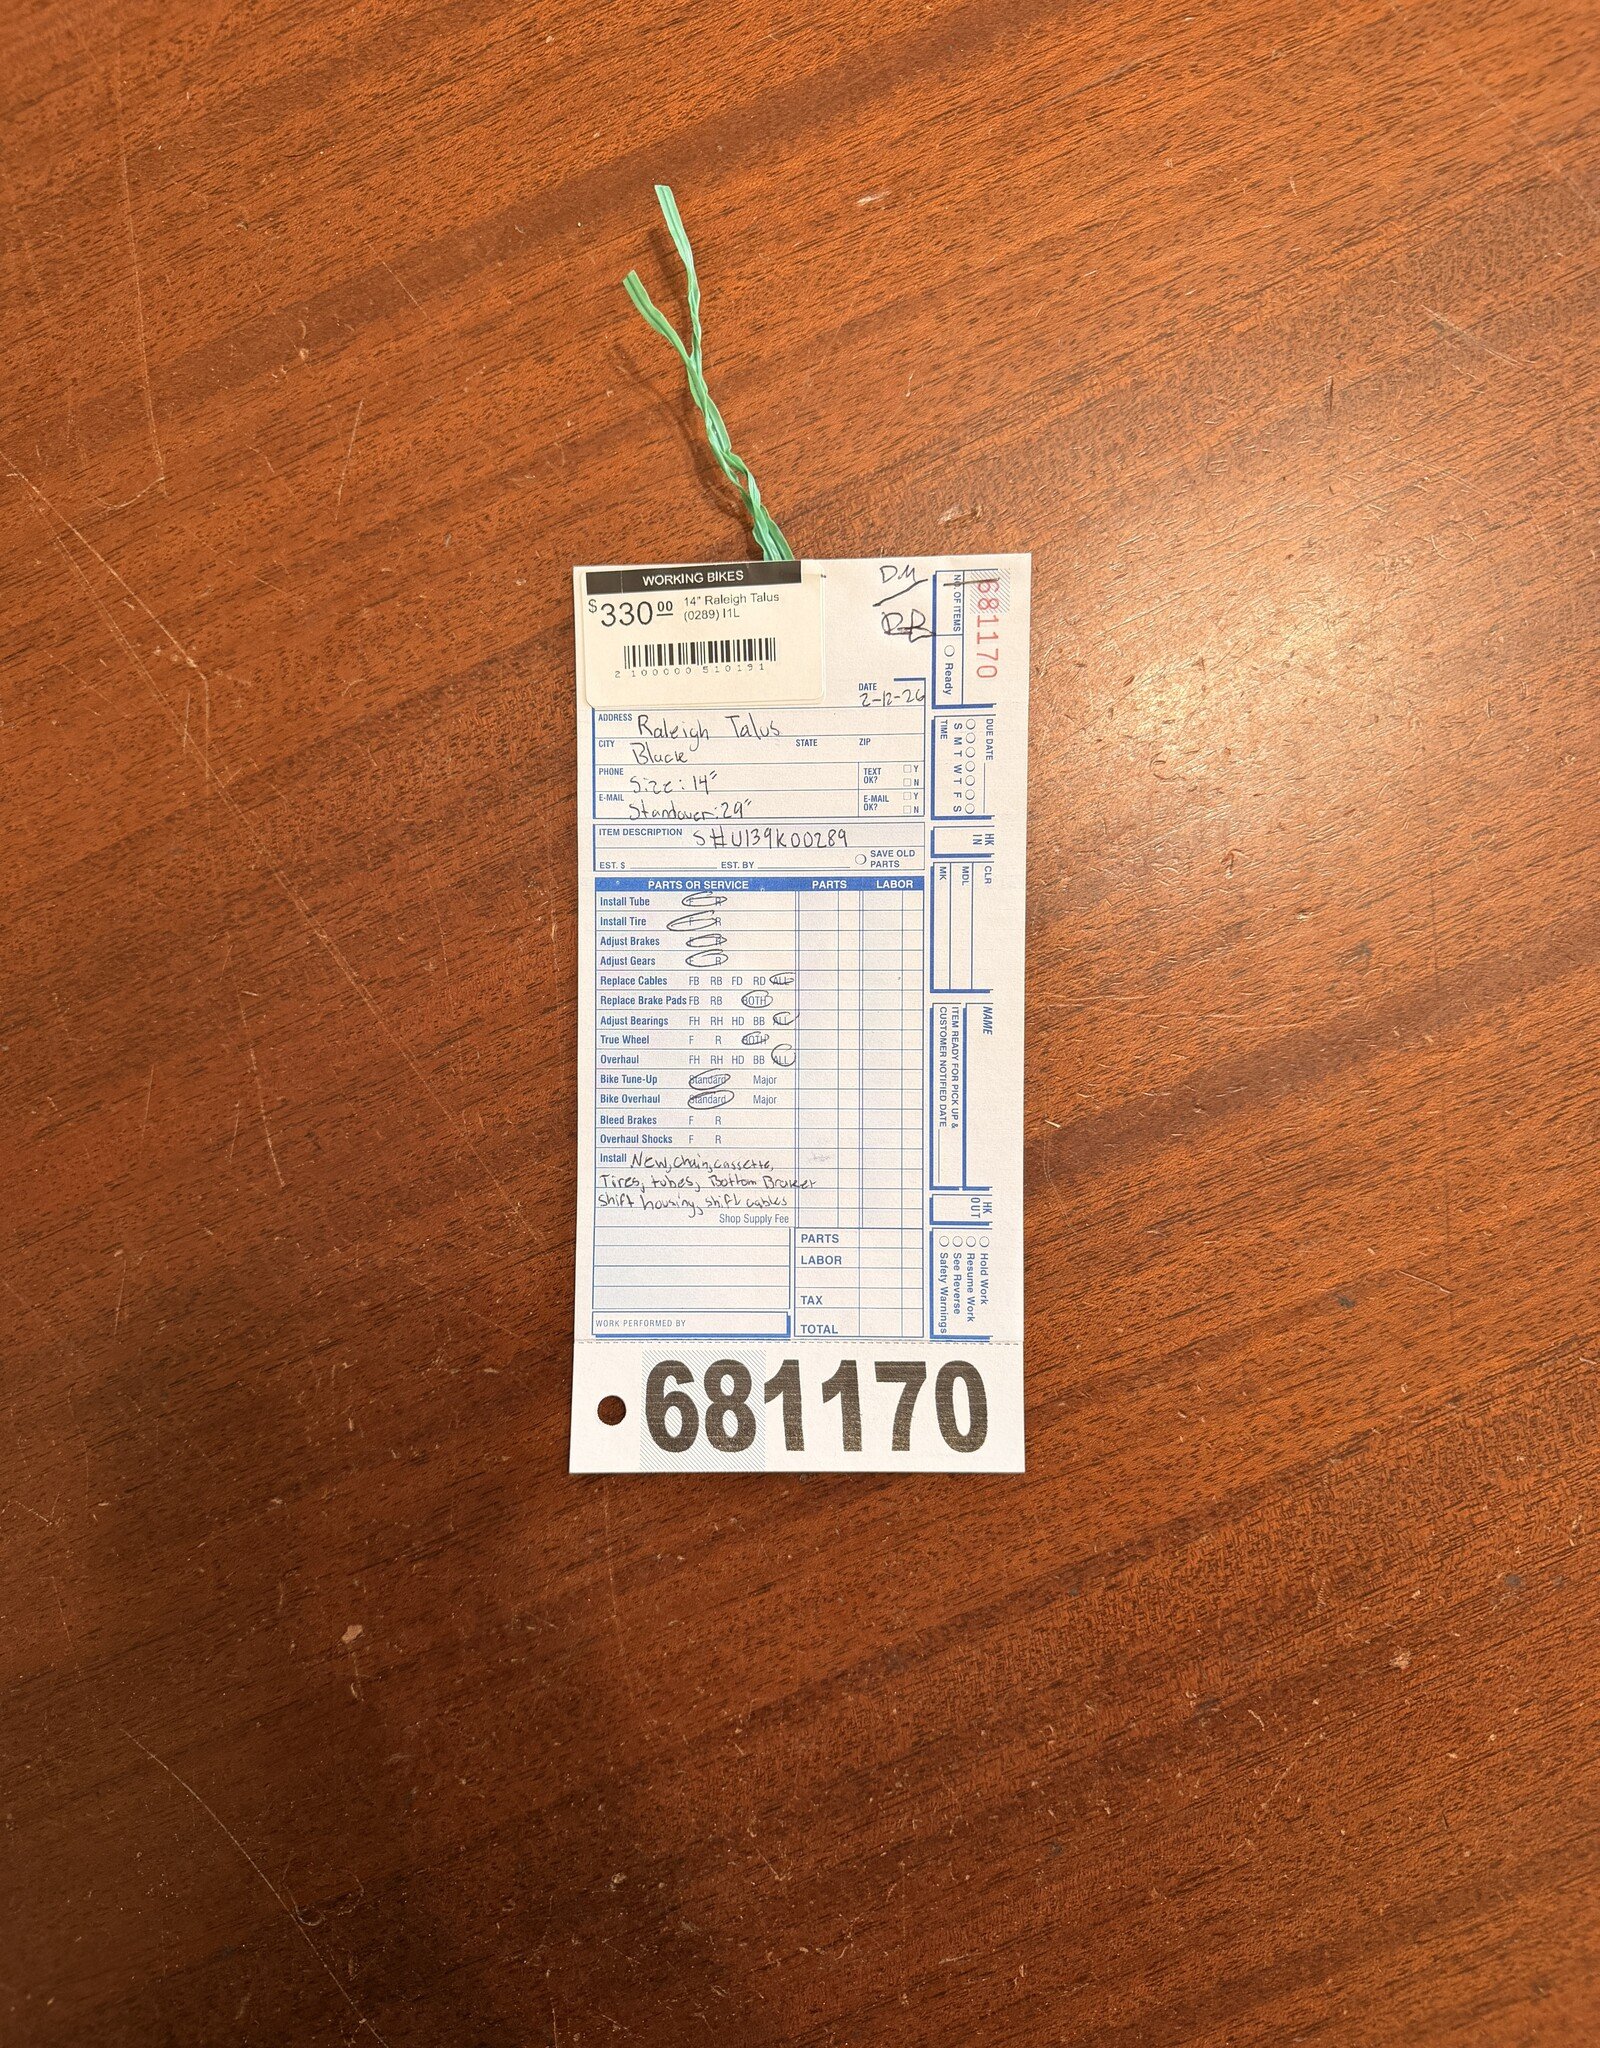 WORKING BIKES
$330.00 14" Raleigh Talus
(0289) I1L
2 100000 510191
D.M
DATE
2-12-26
ADDRESS Raleigh Talus
CITY Black STATE ZIP
PHONE Size: 14" TEXT OK? Y N
E-MAIL Standover: 29" E-MAIL OK? Y N
ITEM DESCRIPTION S#U139K00289
EST. $ EST. BY SAVE OLD PARTS
PARTS OR SERVICE PARTS LABOR
Install Tube F R
Install Tire F R
Adjust Brakes F R
Adjust Gears F R
Replace Cables FB RB FD RD ALL
Replace Brake Pads FB RB BOTH
Adjust Bearings FH RH HD BB ALL
True Wheel F R BOTH
Overhaul FH RH HD BB ALL
Bike Tune-Up Standard Major
Bike Overhaul Standard Major
Bleed Brakes F R
Overhaul Shocks F R
Install New, chain, cassette,
Tires, tubes, Bottom Braket
Shift housing, shift cables
Shop Supply Fee
PARTS
LABOR
TAX
TOTAL
WORK PERFORMED BY
681170
NO. OF ITEMS
Ready
DUE DATE
S M T W T F S
TIME
HK IN
CLR
MDL
MK
NAME
ITEM READY FOR PICK UP &
CUSTOMER NOTIFIED DATE
HK OUT
Hold Work
Resume Work
See Reverse
Safety Warnings
681170